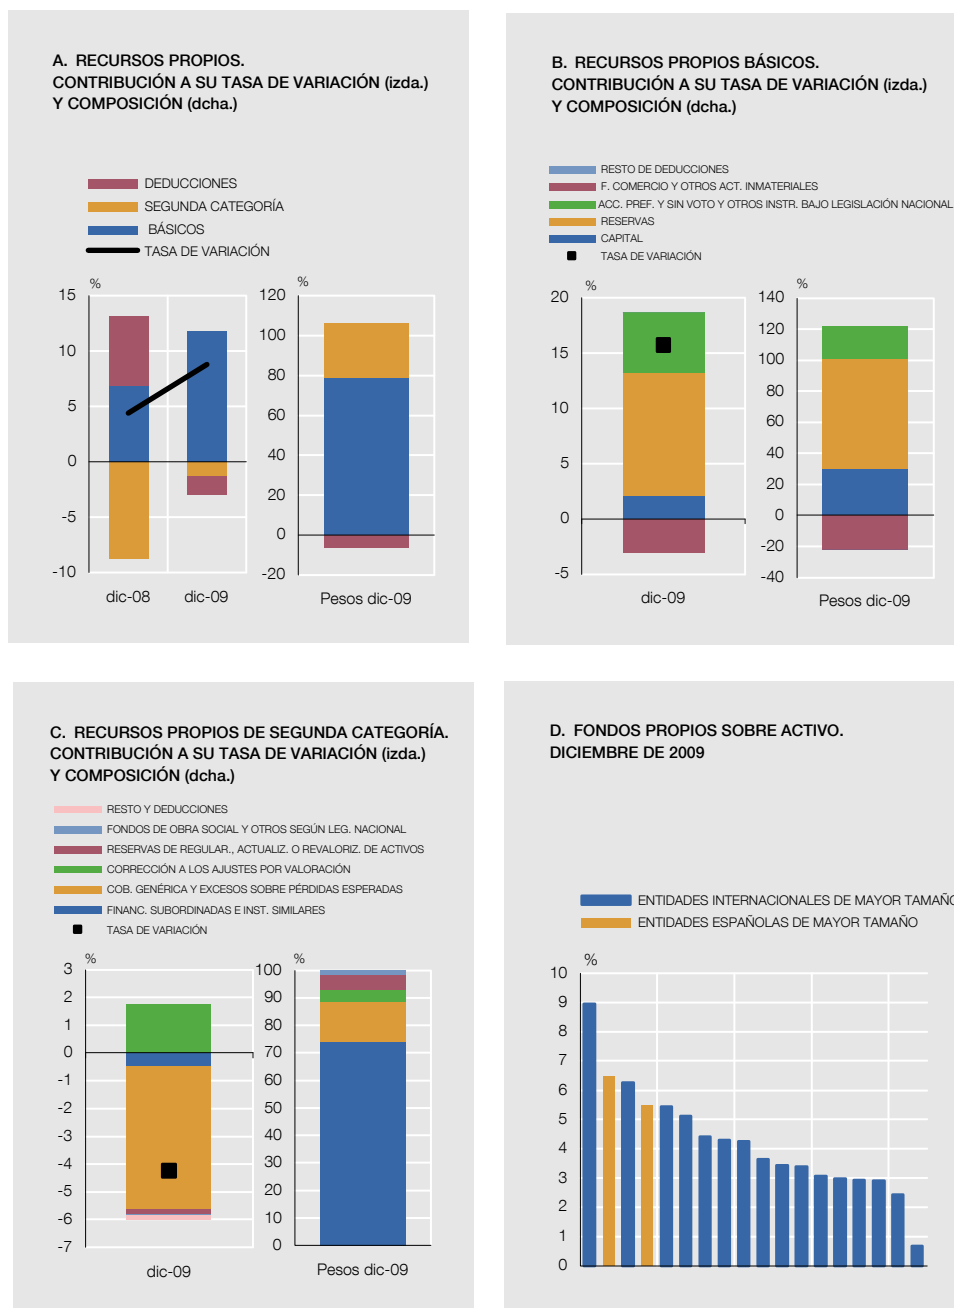 A. RECURSOS PROPIOS.
CONTRIBUCIÓN A SU TASA DE VARIACIÓN (izda.)
Y COMPOSICIÓN (dcha.)
DEDUCCIONES
SEGUNDA CATEGORÍA
BÁSICOS
TASA DE VARIACIÓN
%
15
10
5
0
-5
-10
dic-08 dic-09
%
120
100
80
60
40
20
0
-20
Pesos dic-09
B. RECURSOS PROPIOS BÁSICOS.
CONTRIBUCIÓN A SU TASA DE VARIACIÓN (izda.)
Y COMPOSICIÓN (dcha.)
RESTO DE DEDUCCIONES
F. COMERCIO Y OTROS ACT. INMATERIALES
ACC. PREF. Y SIN VOTO Y OTROS INSTR. BAJO LEGISLACIÓN NACIONAL
RESERVAS
CAPITAL
TASA DE VARIACIÓN
%
20
15
10
5
0
-5
dic-09
%
140
120
100
80
60
40
20
0
-20
-40
Pesos dic-09
C. RECURSOS PROPIOS DE SEGUNDA CATEGORÍA.
CONTRIBUCIÓN A SU TASA DE VARIACIÓN (izda.)
Y COMPOSICIÓN (dcha.)
RESTO Y DEDUCCIONES
FONDOS DE OBRA SOCIAL Y OTROS SEGÚN LEG. NACIONAL
RESERVAS DE REGULAR., ACTUALIZ. O REVALORIZ. DE ACTIVOS
CORRECCIÓN A LOS AJUSTES POR VALORACIÓN
COB. GENÉRICA Y EXCESOS SOBRE PÉRDIDAS ESPERADAS
FINANC. SUBORDINADAS E INST. SIMILARES
TASA DE VARIACIÓN
%
3
2
1
0
-1
-2
-3
-4
-5
-6
-7
dic-09
%
100
90
80
70
60
50
40
30
20
10
0
Pesos dic-09
D. FONDOS PROPIOS SOBRE ACTIVO.
DICIEMBRE DE 2009
ENTIDADES INTERNACIONALES DE MAYOR TAMAÑO
ENTIDADES ESPAÑOLAS DE MAYOR TAMAÑO
%
10
9
8
7
6
5
4
3
2
1
0